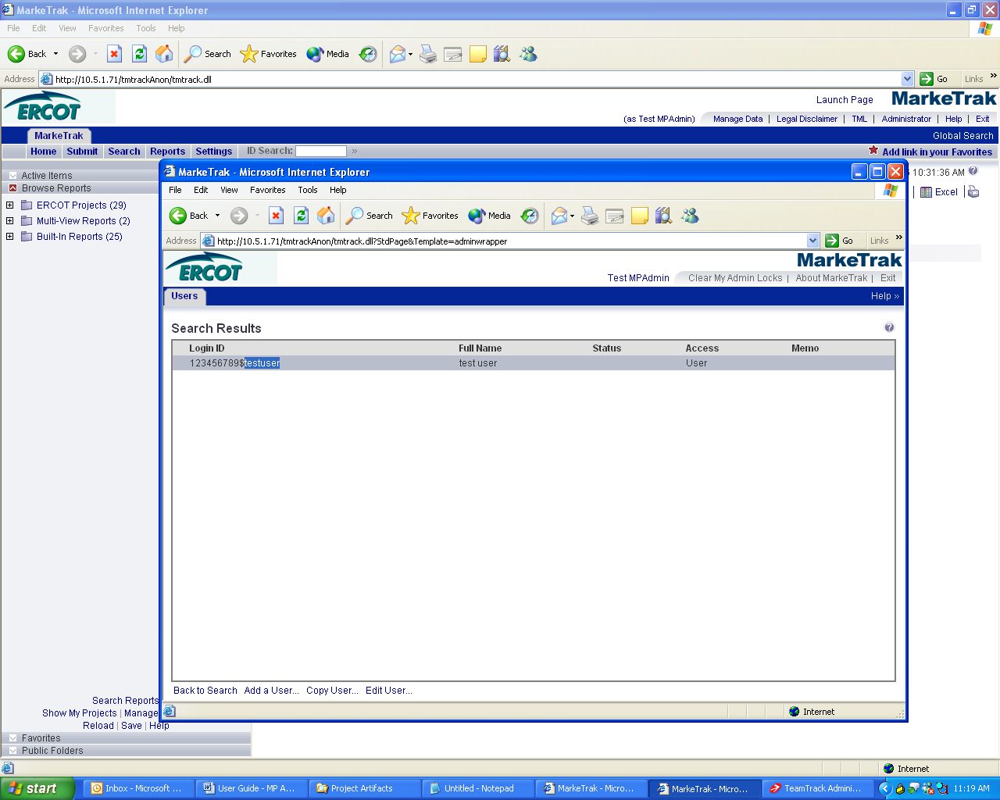 MarkeTrak - Microsoft Internet Explorer
File Edit View Favorites Tools Help
Back Search Favorites Media
Address http://10.5.1.71/tmtrackAnon/tmtrack.dll Go Links »
ERCOT
Launch Page MarkeTrak
(as Test MPAdmin) Manage Data | Legal Disclaimer | TML | Administrator | Help | Exit
MarkeTrak Global Search
Home Submit Search Reports Settings ID Search: » Add link in your Favorites
Active Items
10:31:36 AM
Browse Reports
Excel
ERCOT Projects (29)
Multi-View Reports (2)
Built-In Reports (25)
MarkeTrak - Microsoft Internet Explorer
File Edit View Favorites Tools Help
Back Search Favorites Media
Address http://10.5.1.71/tmtrackAnon/tmtrack.dll?StdPage&Template=adminwrapper Go Links »
ERCOT
MarkeTrak
Test MPAdmin Clear My Admin Locks | About MarkeTrak | Exit
Users Help »
Search Results
Login ID Full Name Status Access Memo
123456789$testuser test user User
Back to Search Add a User... Copy User... Edit User...
Internet
Search Reports
Show My Projects | Manage
Reload | Save | Help
Favorites
Public Folders
Internet
start Inbox - Microsoft ... User Guide - MP A... Project Artifacts Untitled - Notepad MarkeTrak - Micro... MarkeTrak - Micro... TeamTrack Admini... 11:19 AM